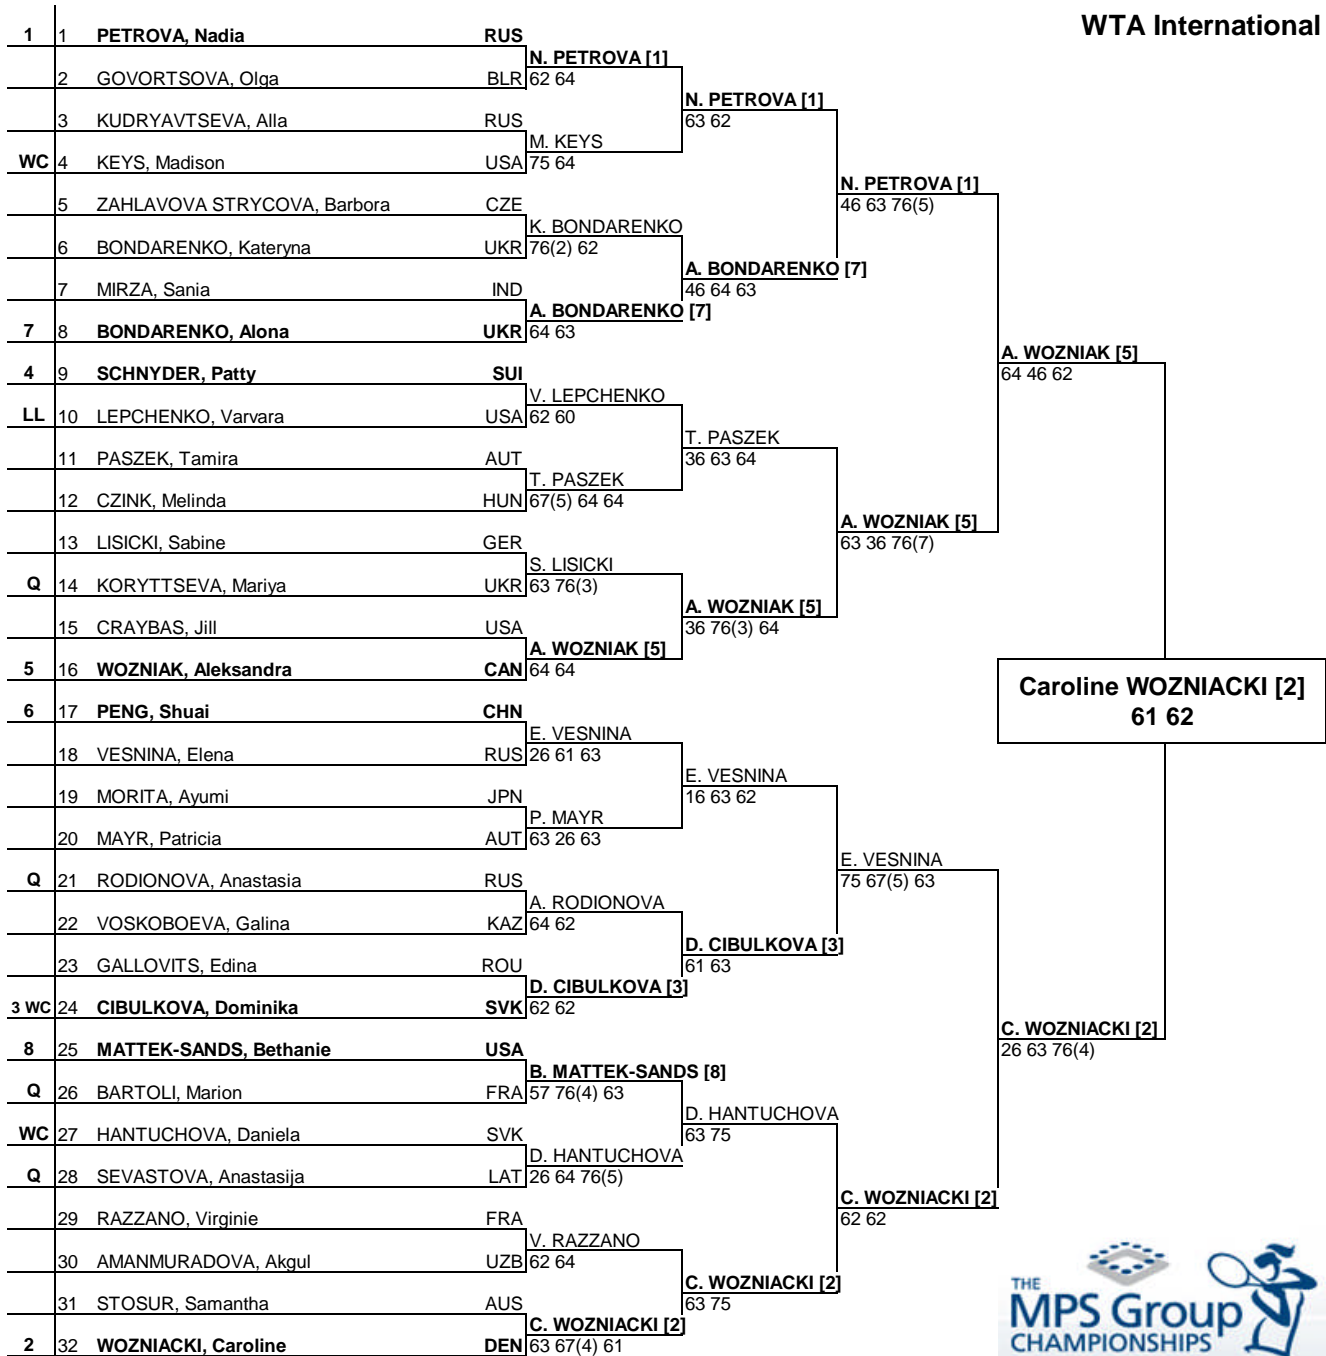 WTA International
1 1 PETROVA, Nadia RUS
N. PETROVA [1]
2 GOVORTSOVA, Olga BLR 62 64
N. PETROVA [1]
3 KUDRYAVTSEVA, Alla RUS 63 62
M. KEYS
WC 4 KEYS, Madison USA 75 64
N. PETROVA [1]
5 ZAHLAVOVA STRYCOVA, Barbora CZE 46 63 76(5)
K. BONDARENKO
6 BONDARENKO, Kateryna UKR 76(2) 62
A. BONDARENKO [7]
7 MIRZA, Sania IND 46 64 63
A. BONDARENKO [7]
7 8 BONDARENKO, Alona UKR 64 63
A. WOZNIAK [5]
4 9 SCHNYDER, Patty SUI 64 46 62
V. LEPCHENKO
LL 10 LEPCHENKO, Varvara USA 62 60
T. PASZEK
11 PASZEK, Tamira AUT 36 63 64
T. PASZEK
12 CZINK, Melinda HUN 67(5) 64 64
A. WOZNIAK [5]
13 LISICKI, Sabine GER 63 36 76(7)
S. LISICKI
Q 14 KORYTTSEVA, Mariya UKR 63 76(3)
A. WOZNIAK [5]
15 CRAYBAS, Jill USA 36 76(3) 64
A. WOZNIAK [5]
5 16 WOZNIAK, Aleksandra CAN 64 64
Caroline WOZNIACKI [2]
61 62
6 17 PENG, Shuai CHN
E. VESNINA
18 VESNINA, Elena RUS 26 61 63
E. VESNINA
19 MORITA, Ayumi JPN 16 63 62
P. MAYR
20 MAYR, Patricia AUT 63 26 63
E. VESNINA
Q 21 RODIONOVA, Anastasia RUS 75 67(5) 63
A. RODIONOVA
22 VOSKOBOEVA, Galina KAZ 64 62
D. CIBULKOVA [3]
23 GALLOVITS, Edina ROU 61 63
D. CIBULKOVA [3]
3 WC 24 CIBULKOVA, Dominika SVK 62 62
C. WOZNIACKI [2]
8 25 MATTEK-SANDS, Bethanie USA 26 63 76(4)
B. MATTEK-SANDS [8]
Q 26 BARTOLI, Marion FRA 57 76(4) 63
D. HANTUCHOVA
WC 27 HANTUCHOVA, Daniela SVK 63 75
D. HANTUCHOVA
Q 28 SEVASTOVA, Anastasija LAT 26 64 76(5)
C. WOZNIACKI [2]
29 RAZZANO, Virginie FRA 62 62
V. RAZZANO
30 AMANMURADOVA, Akgul UZB 62 64
C. WOZNIACKI [2]
31 STOSUR, Samantha AUS 63 75
C. WOZNIACKI [2]
2 32 WOZNIACKI, Caroline DEN 63 67(4) 61
THE
MPS Group
CHAMPIONSHIPS